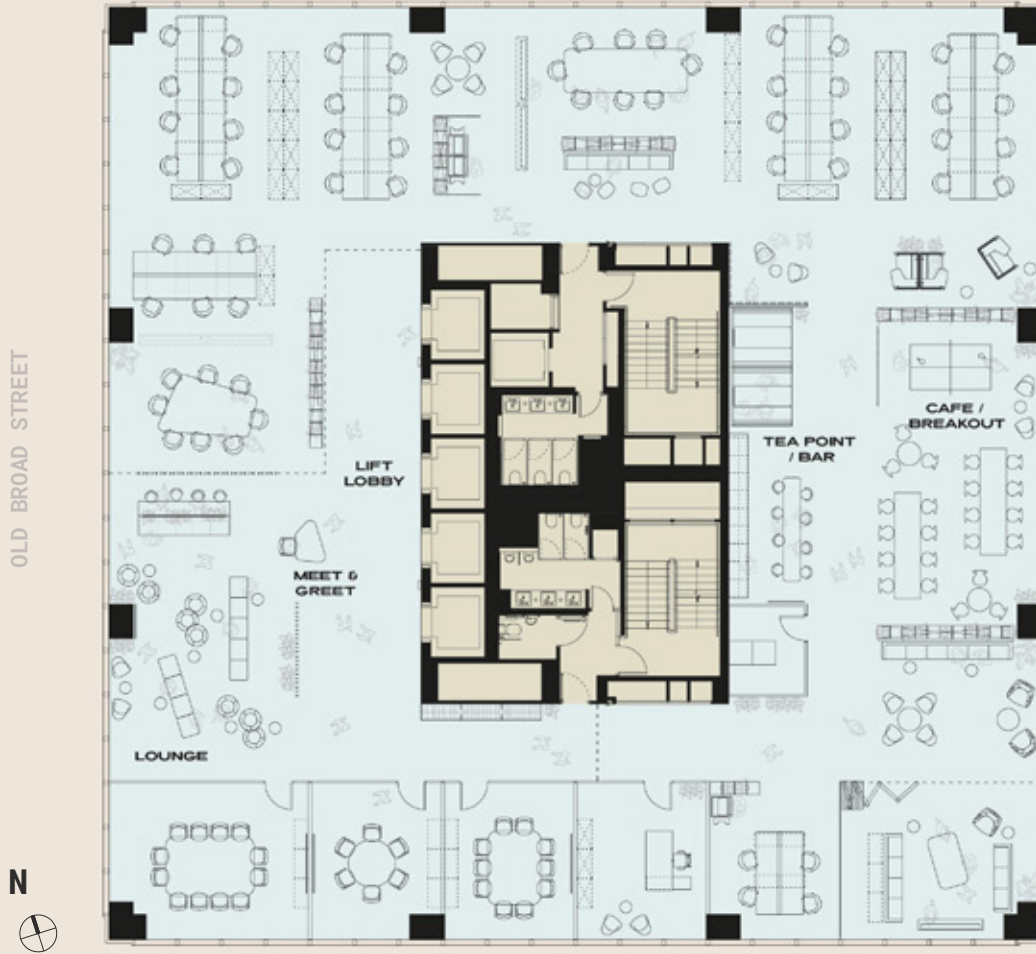 OLD BROAD STREET
LIFT
LOBBY
CAFE /
BREAKOUT
TEA POINT
/ BAR
MEET &
GREET
LOUNGE
N